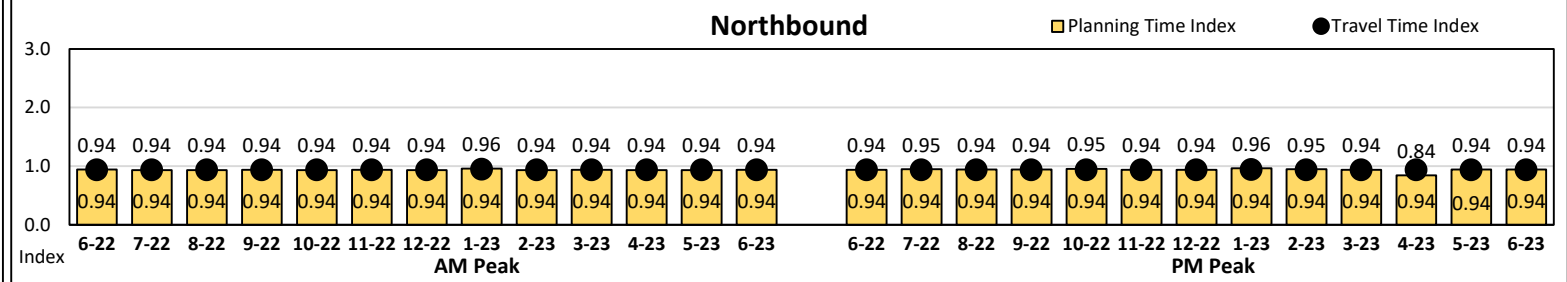 Northbound
Planning Time Index
Travel Time Index
3.0
2.0
1.0
0.0
Index
0.94 0.94 0.94 0.94 0.94 0.94 0.94 0.96 0.94 0.94 0.94 0.94 0.94 0.94 0.95 0.94 0.94 0.95 0.94 0.94 0.96 0.95 0.94 0.84 0.94 0.94
0.94 0.94 0.94 0.94 0.94 0.94 0.94 0.94 0.94 0.94 0.94 0.94 0.94 0.94 0.94 0.94 0.94 0.94 0.94 0.94 0.94 0.94 0.94 0.94 0.94 0.94
6-22 7-22 8-22 9-22 10-22 11-22 12-22 1-23 2-23 3-23 4-23 5-23 6-23 6-22 7-22 8-22 9-22 10-22 11-22 12-22 1-23 2-23 3-23 4-23 5-23 6-23
AM Peak
PM Peak